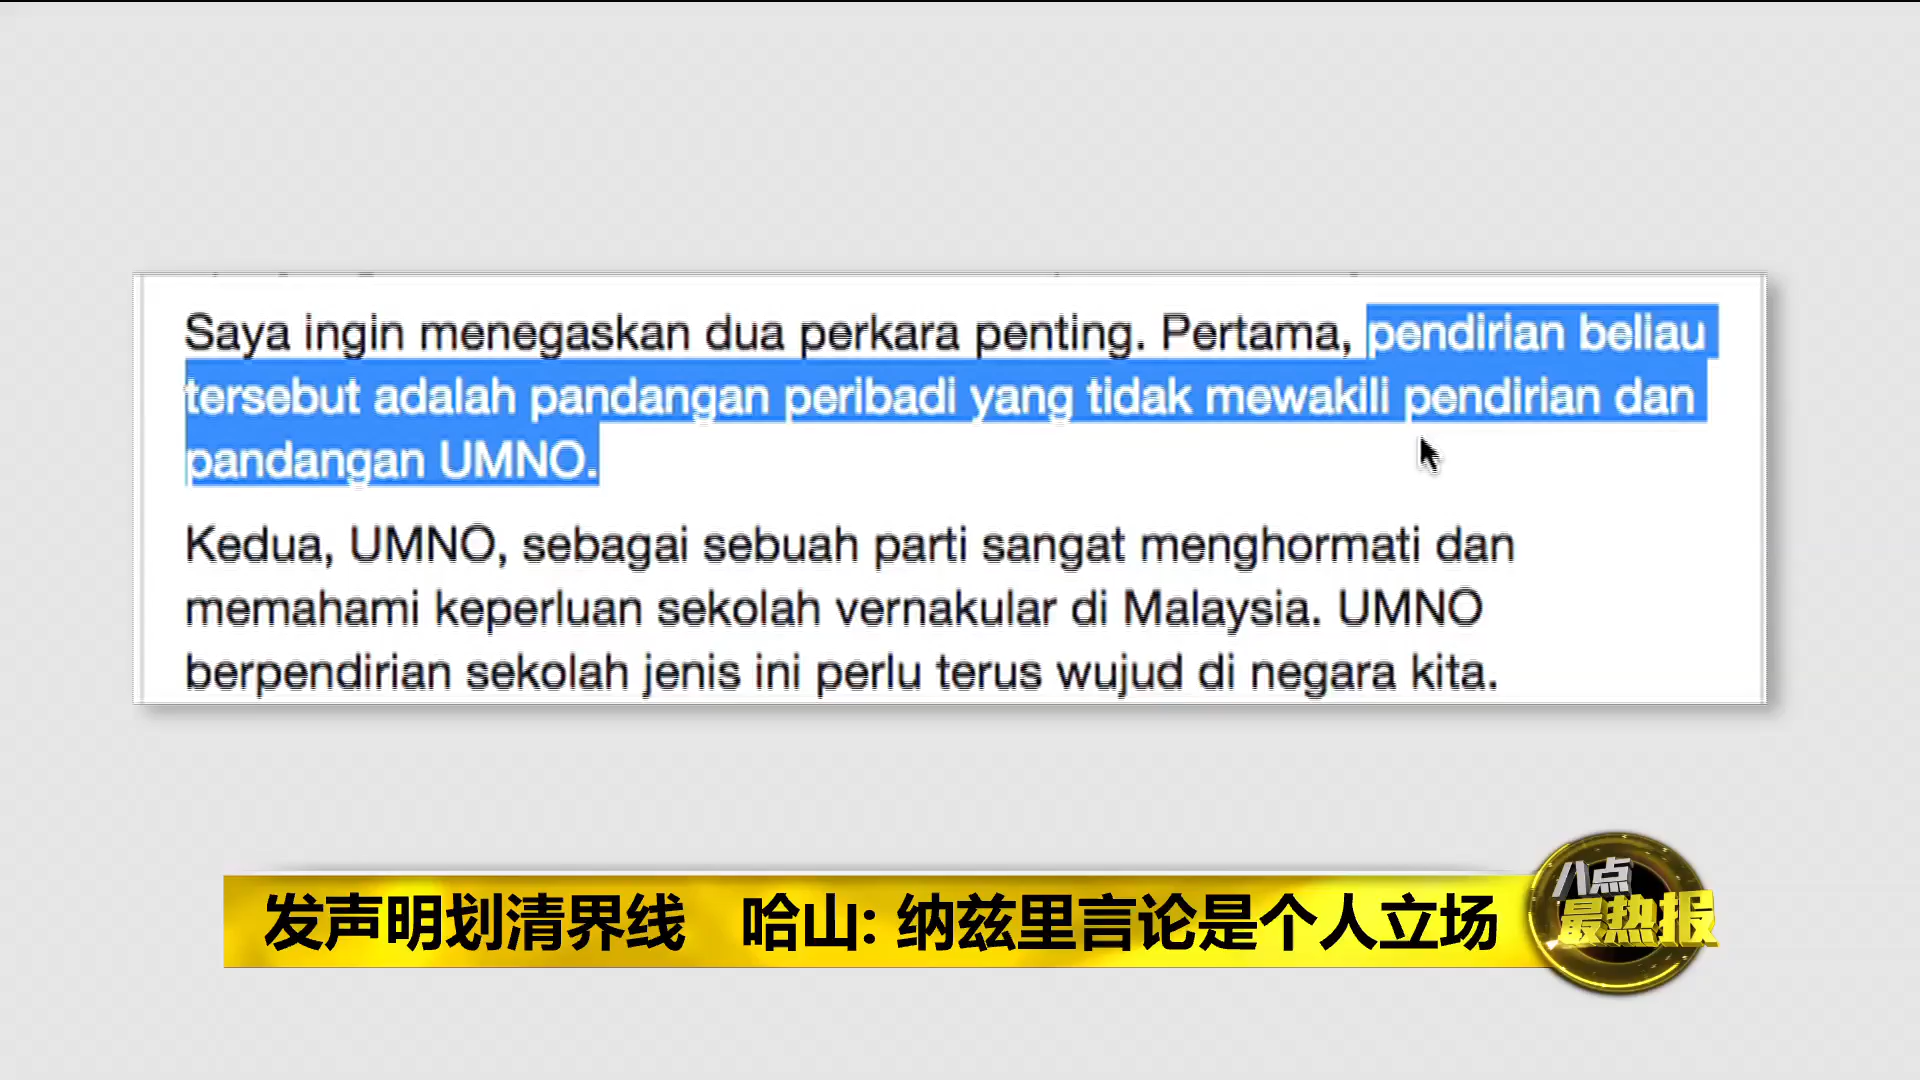 Saya ingin menegaskan dua perkara penting. Pertama, pendirian beliau
tersebut adalah pandangan peribadi yang tidak mewakili pendirian dan
pandangan UMNO.
Kedua, UMNO, sebagai sebuah parti sangat menghormati dan
memahami keperluan sekolah vernakular di Malaysia. UMNO
berpendirian sekolah jenis ini perlu terus wujud di negara kita.
发声明划清界线 哈山: 纳兹里言论是个人立场
八点
最热报